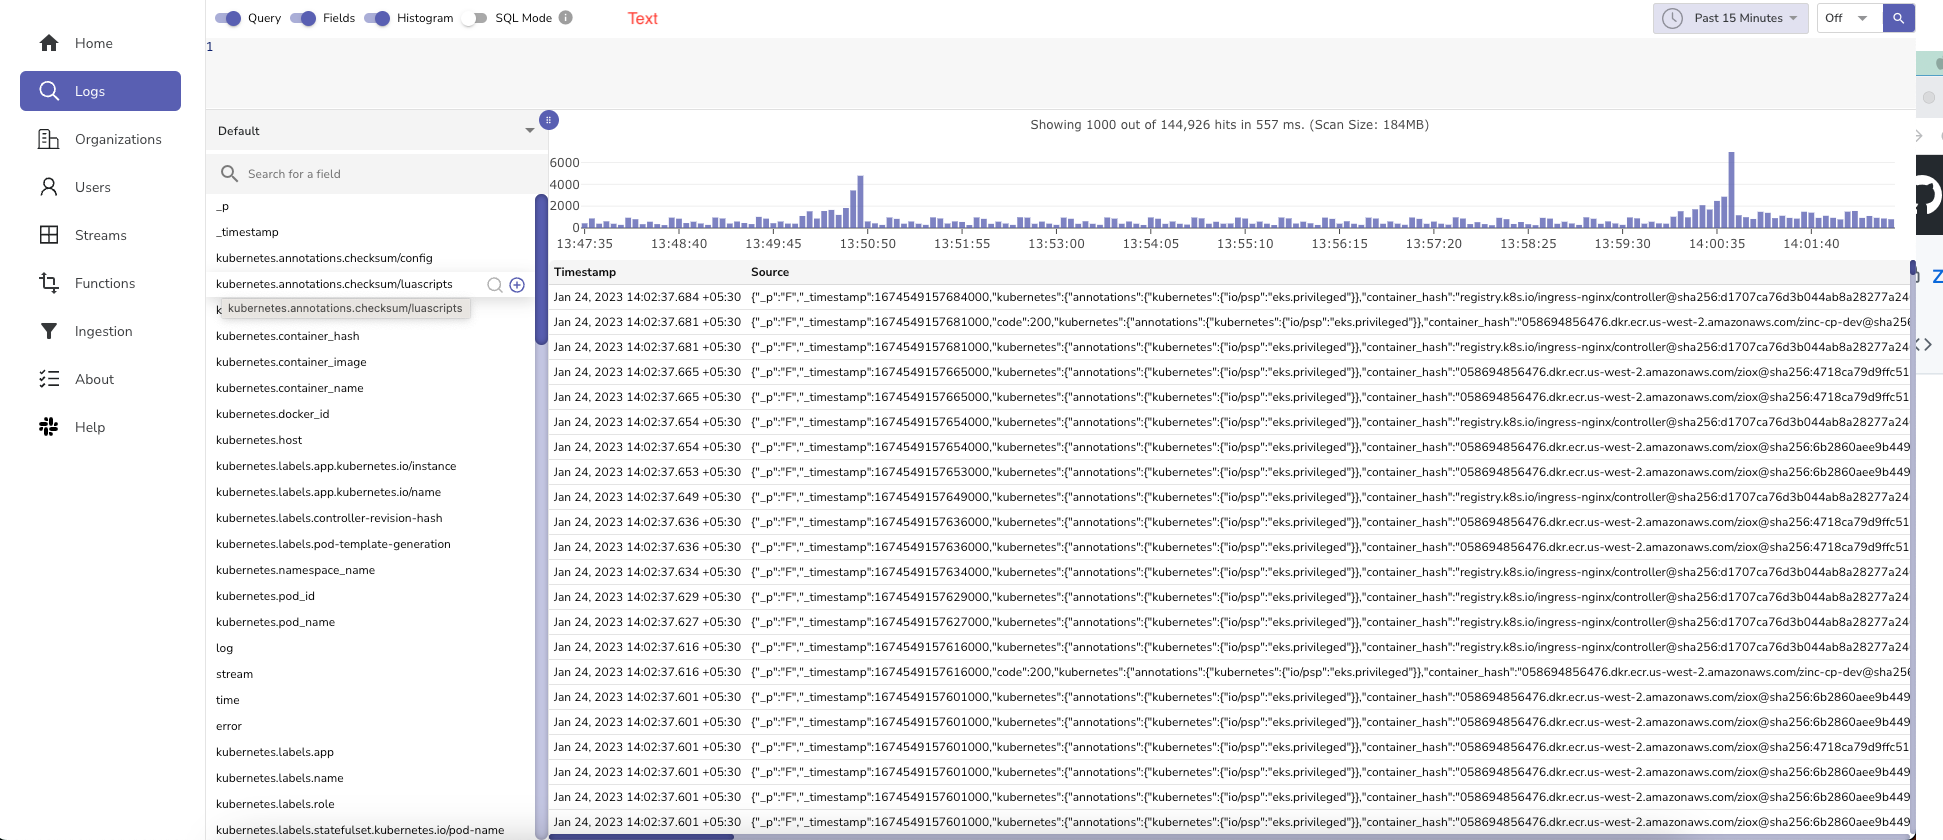 Query Fields Histogram SQL Mode Text Past 15 Minutes Off
Home
Logs
Organizations
Users
Streams
Functions
Ingestion
About
Help
1
Default
Search for a field
_p
_timestamp
kubernetes.annotations.checksum/config
kubernetes.annotations.checksum/luascripts
kubernetes.annotations.checksum/luascripts
kubernetes.container_hash
kubernetes.container_image
kubernetes.container_name
kubernetes.docker_id
kubernetes.host
kubernetes.labels.app.kubernetes.io/instance
kubernetes.labels.app.kubernetes.io/name
kubernetes.labels.controller-revision-hash
kubernetes.labels.pod-template-generation
kubernetes.namespace_name
kubernetes.pod_id
kubernetes.pod_name
log
stream
time
error
kubernetes.labels.app
kubernetes.labels.name
kubernetes.labels.role
kubernetes.labels.statefulset.kubernetes.io/pod-name
Showing 1000 out of 144,926 hits in 557 ms. (Scan Size: 184MB)
6000
4000
2000
0
13:47:35 13:48:40 13:49:45 13:50:50 13:51:55 13:53:00 13:54:05 13:55:10 13:56:15 13:57:20 13:58:25 13:59:30 14:00:35 14:01:40
Timestamp Source
Jan 24, 2023 14:02:37.684 +05:30 {"_p":"F","_timestamp":1674549157684000,"kubernetes":{"annotations":{"kubernetes":{"io/psp":"eks.privileged"}},"container_hash":"registry.k8s.io/ingress-nginx/controller@sha256:d1707ca76d3b044ab8a28277a24
Jan 24, 2023 14:02:37.681 +05:30 {"_p":"F","_timestamp":1674549157681000,"code":200,"kubernetes":{"annotations":{"kubernetes":{"io/psp":"eks.privileged"}},"container_hash":"058694856476.dkr.ecr.us-west-2.amazonaws.com/zinc-cp-dev@sha256
Jan 24, 2023 14:02:37.681 +05:30 {"_p":"F","_timestamp":1674549157681000,"kubernetes":{"annotations":{"kubernetes":{"io/psp":"eks.privileged"}},"container_hash":"registry.k8s.io/ingress-nginx/controller@sha256:d1707ca76d3b044ab8a28277a24
Jan 24, 2023 14:02:37.665 +05:30 {"_p":"F","_timestamp":1674549157665000,"kubernetes":{"annotations":{"kubernetes":{"io/psp":"eks.privileged"}},"container_hash":"058694856476.dkr.ecr.us-west-2.amazonaws.com/ziox@sha256:4718ca79d9ffc51
Jan 24, 2023 14:02:37.665 +05:30 {"_p":"F","_timestamp":1674549157665000,"kubernetes":{"annotations":{"kubernetes":{"io/psp":"eks.privileged"}},"container_hash":"058694856476.dkr.ecr.us-west-2.amazonaws.com/ziox@sha256:4718ca79d9ffc51
Jan 24, 2023 14:02:37.654 +05:30 {"_p":"F","_timestamp":1674549157654000,"kubernetes":{"annotations":{"kubernetes":{"io/psp":"eks.privileged"}},"container_hash":"registry.k8s.io/ingress-nginx/controller@sha256:d1707ca76d3b044ab8a28277a24
Jan 24, 2023 14:02:37.654 +05:30 {"_p":"F","_timestamp":1674549157654000,"kubernetes":{"annotations":{"kubernetes":{"io/psp":"eks.privileged"}},"container_hash":"058694856476.dkr.ecr.us-west-2.amazonaws.com/ziox@sha256:6b2860aee9b449
Jan 24, 2023 14:02:37.653 +05:30 {"_p":"F","_timestamp":1674549157653000,"kubernetes":{"annotations":{"kubernetes":{"io/psp":"eks.privileged"}},"container_hash":"058694856476.dkr.ecr.us-west-2.amazonaws.com/ziox@sha256:6b2860aee9b449
Jan 24, 2023 14:02:37.649 +05:30 {"_p":"F","_timestamp":1674549157649000,"kubernetes":{"annotations":{"kubernetes":{"io/psp":"eks.privileged"}},"container_hash":"registry.k8s.io/ingress-nginx/controller@sha256:d1707ca76d3b044ab8a28277a24
Jan 24, 2023 14:02:37.636 +05:30 {"_p":"F","_timestamp":1674549157636000,"kubernetes":{"annotations":{"kubernetes":{"io/psp":"eks.privileged"}},"container_hash":"058694856476.dkr.ecr.us-west-2.amazonaws.com/ziox@sha256:4718ca79d9ffc51
Jan 24, 2023 14:02:37.636 +05:30 {"_p":"F","_timestamp":1674549157636000,"kubernetes":{"annotations":{"kubernetes":{"io/psp":"eks.privileged"}},"container_hash":"058694856476.dkr.ecr.us-west-2.amazonaws.com/ziox@sha256:4718ca79d9ffc51
Jan 24, 2023 14:02:37.634 +05:30 {"_p":"F","_timestamp":1674549157634000,"kubernetes":{"annotations":{"kubernetes":{"io/psp":"eks.privileged"}},"container_hash":"registry.k8s.io/ingress-nginx/controller@sha256:d1707ca76d3b044ab8a28277a24
Jan 24, 2023 14:02:37.629 +05:30 {"_p":"F","_timestamp":1674549157629000,"kubernetes":{"annotations":{"kubernetes":{"io/psp":"eks.privileged"}},"container_hash":"registry.k8s.io/ingress-nginx/controller@sha256:d1707ca76d3b044ab8a28277a24
Jan 24, 2023 14:02:37.627 +05:30 {"_p":"F","_timestamp":1674549157627000,"kubernetes":{"annotations":{"kubernetes":{"io/psp":"eks.privileged"}},"container_hash":"registry.k8s.io/ingress-nginx/controller@sha256:d1707ca76d3b044ab8a28277a24
Jan 24, 2023 14:02:37.616 +05:30 {"_p":"F","_timestamp":1674549157616000,"kubernetes":{"annotations":{"kubernetes":{"io/psp":"eks.privileged"}},"container_hash":"registry.k8s.io/ingress-nginx/controller@sha256:d1707ca76d3b044ab8a28277a24
Jan 24, 2023 14:02:37.616 +05:30 {"_p":"F","_timestamp":1674549157616000,"code":200,"kubernetes":{"annotations":{"kubernetes":{"io/psp":"eks.privileged"}},"container_hash":"058694856476.dkr.ecr.us-west-2.amazonaws.com/zinc-cp-dev@sha256
Jan 24, 2023 14:02:37.601 +05:30 {"_p":"F","_timestamp":1674549157601000,"kubernetes":{"annotations":{"kubernetes":{"io/psp":"eks.privileged"}},"container_hash":"058694856476.dkr.ecr.us-west-2.amazonaws.com/ziox@sha256:6b2860aee9b449
Jan 24, 2023 14:02:37.601 +05:30 {"_p":"F","_timestamp":1674549157601000,"kubernetes":{"annotations":{"kubernetes":{"io/psp":"eks.privileged"}},"container_hash":"058694856476.dkr.ecr.us-west-2.amazonaws.com/ziox@sha256:6b2860aee9b449
Jan 24, 2023 14:02:37.601 +05:30 {"_p":"F","_timestamp":1674549157601000,"kubernetes":{"annotations":{"kubernetes":{"io/psp":"eks.privileged"}},"container_hash":"058694856476.dkr.ecr.us-west-2.amazonaws.com/ziox@sha256:4718ca79d9ffc51
Jan 24, 2023 14:02:37.601 +05:30 {"_p":"F","_timestamp":1674549157601000,"kubernetes":{"annotations":{"kubernetes":{"io/psp":"eks.privileged"}},"container_hash":"058694856476.dkr.ecr.us-west-2.amazonaws.com/ziox@sha256:6b2860aee9b449
Jan 24, 2023 14:02:37.601 +05:30 {"_p":"F","_timestamp":1674549157601000,"kubernetes":{"annotations":{"kubernetes":{"io/psp":"eks.privileged"}},"container_hash":"058694856476.dkr.ecr.us-west-2.amazonaws.com/ziox@sha256:6b2860aee9b449
Jan 24, 2023 14:02:37.601 +05:30 {"_p":"F","_timestamp":1674549157601000,"kubernetes":{"annotations":{"kubernetes":{"io/psp":"eks.privileged"}},"container_hash":"058694856476.dkr.ecr.us-west-2.amazonaws.com/ziox@sha256:6b2860aee9b449